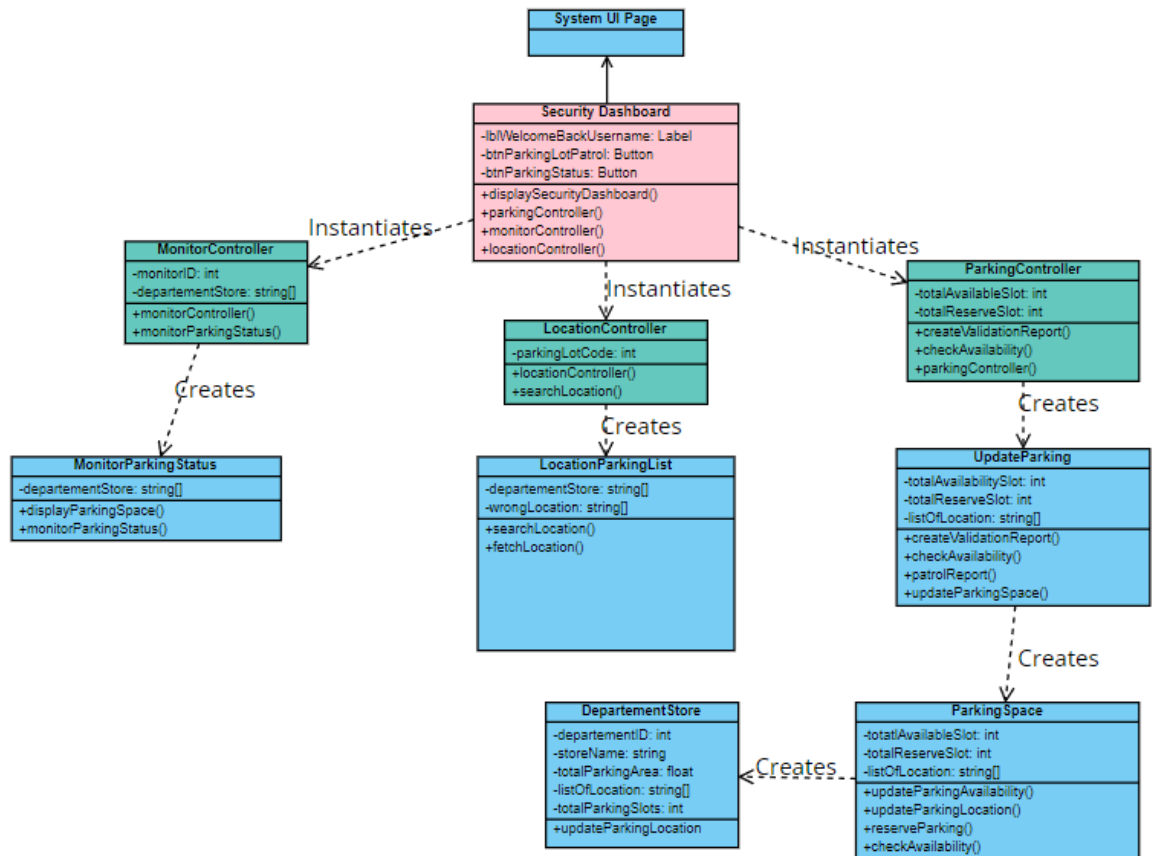 System UI Page
Security Dashboard
-lblWelcomeBackUsername: Label
-btnParkingLotPatrol: Button
-btnParkingStatus: Button
+displaySecurityDashboard()
+parkingController()
+monitorController()
+locationController()
Instantiates
Instantiates
Instantiates
MonitorController
-monitorID: int
-departementStore: string[]
+monitorController()
+monitorParkingStatus()
LocationController
-parkingLotCode: int
+locationController()
+searchLocation()
ParkingController
-totalAvailableSlot: int
-totalReserveSlot: int
+createValidationReport()
+checkAvailability()
+parkingController()
Creates
Creates
Creates
MonitorParkingStatus
-departementStore: string[]
+displayParkingSpace()
+monitorParkingStatus()
LocationParkingList
-departementStore: string[]
-wrongLocation: string[]
+searchLocation()
+fetchLocation()
UpdateParking
-totalAvailabilitySlot: int
-totalReserveSlot: int
-listOfLocation: string[]
+createValidationReport()
+checkAvailability()
+patrolReport()
+updateParkingSpace()
Creates
DepartementStore
-departementID: int
-storeName: string
-totalParkingArea: float
-listOfLocation: string[]
-totalParkingSlots: int
+updateParkingLocation
Creates
ParkingSpace
-totatlAvailableSlot: int
-totalReserveSlot: int
-listOfLocation: string[]
+updateParkingAvailability()
+updateParkingLocation()
+reserveParking()
+checkAvailability()